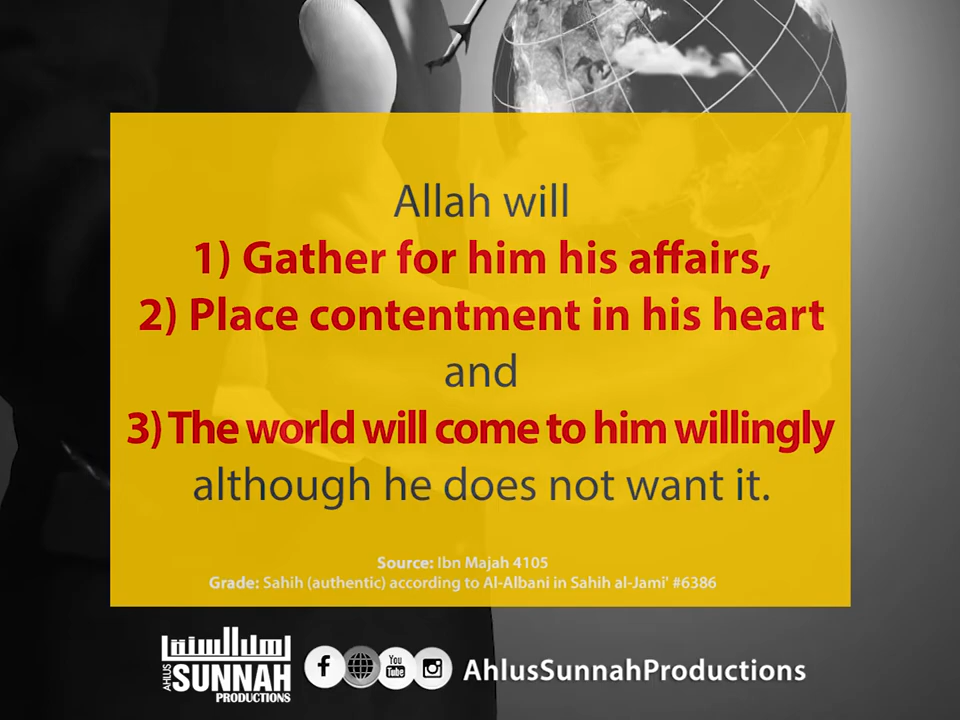 Allah will
1) Gather for him his affairs,
2) Place contentment in his heart
and
3) The world will come to him willingly
although he does not want it.
Source: Ibn Majah 4105
Grade: Sahih (authentic) according to Al-Albani in Sahih al-Jami' #6386
اهل السنة
AHLUS
SUNNAH
PRODUCTIONS
f
You
Tube
AhlusSunnahProductions